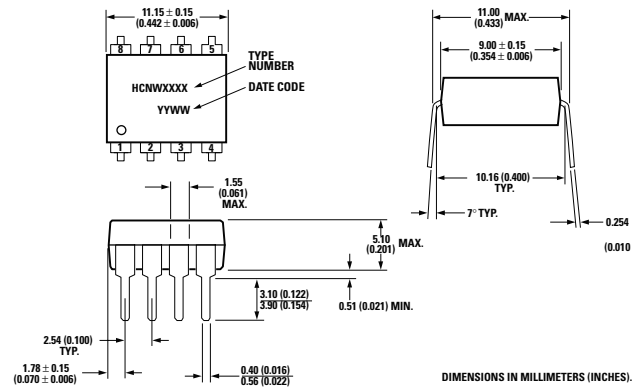 11.15 ± 0.15
(0.442 ± 0.006)
8 7 6 5
TYPE
NUMBER
HCNWXXXX
DATE CODE
YYWW
1 2 3 4
11.00
(0.433) MAX.
9.00 ± 0.15
(0.354 ± 0.006)
10.16 (0.400)
TYP.
7° TYP.
0.254
(0.010
1.55
(0.061)
MAX.
5.10
(0.201) MAX.
3.10 (0.122)
3.90 (0.154)
0.51 (0.021) MIN.
2.54 (0.100)
TYP.
1.78 ± 0.15
(0.070 ± 0.006)
0.40 (0.016)
0.56 (0.022)
DIMENSIONS IN MILLIMETERS (INCHES).